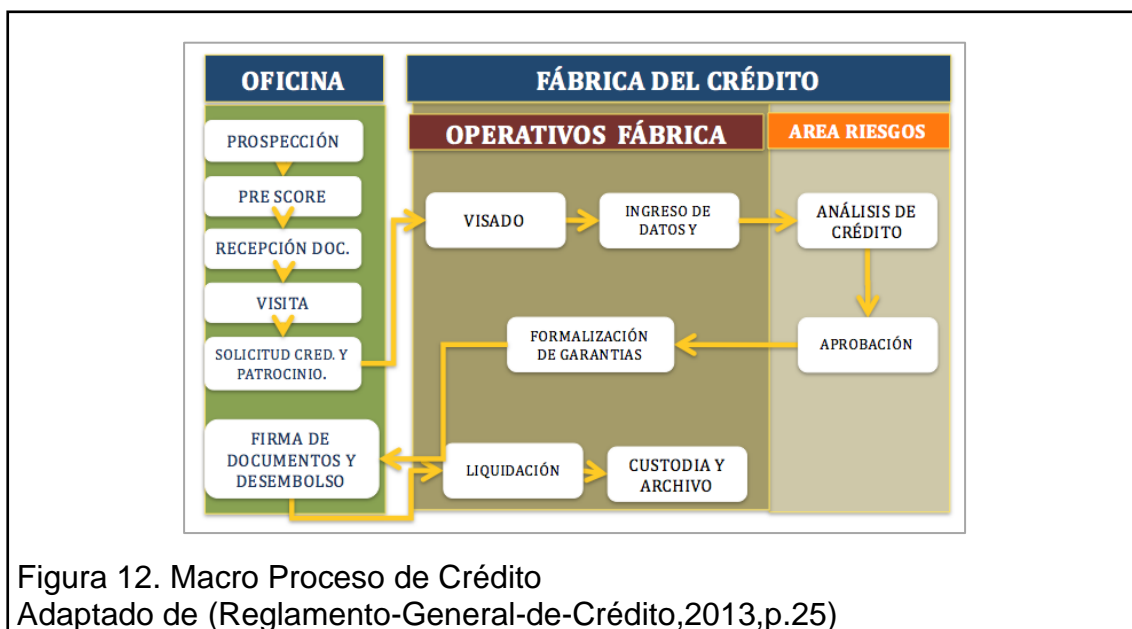 OFICINA
FÁBRICA DEL CRÉDITO
OPERATIVOS FÁBRICA
AREA RIESGOS
PROSPECCIÓN
PRE SCORE
RECEPCIÓN DOC.
VISITA
SOLICITUD CRED. Y
PATROCINIO.
VISADO
INGRESO DE
DATOS Y
ANÁLISIS DE
CRÉDITO
APROBACIÓN
FORMALIZACIÓN
DE GARANTIAS
FIRMA DE
DOCUMENTOS Y
DESEMBOLSO
LIQUIDACIÓN
CUSTODIA Y
ARCHIVO
Figura 12. Macro Proceso de Crédito
Adaptado de (Reglamento-General-de-Crédito,2013,p.25)